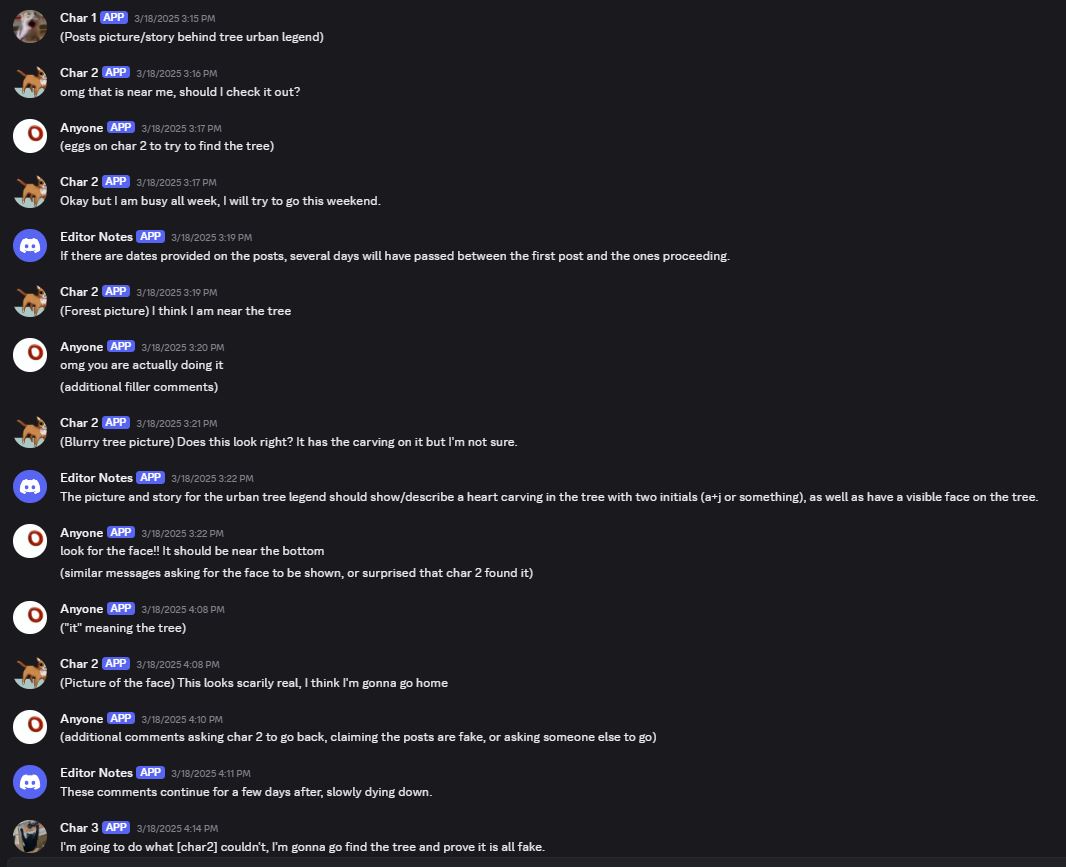 Char 1 APP 3/18/2025 3:15 PM
(Posts picture/story behind tree urban legend)
Char 2 APP 3/18/2025 3:16 PM
omg that is near me, should I check it out?
Anyone APP 3/18/2025 3:17 PM
(eggs on char 2 to try to find the tree)
Char 2 APP 3/18/2025 3:17 PM
Okay but I am busy all week, I will try to go this weekend.
Editor Notes APP 3/18/2025 3:19 PM
If there are dates provided on the posts, several days will have passed between the first post and the ones proceeding.
Char 2 APP 3/18/2025 3:19 PM
(Forest picture) I think I am near the tree
Anyone APP 3/18/2025 3:20 PM
omg you are actually doing it
(additional filler comments)
Char 2 APP 3/18/2025 3:21 PM
(Blurry tree picture) Does this look right? It has the carving on it but I'm not sure.
Editor Notes APP 3/18/2025 3:22 PM
The picture and story for the urban tree legend should show/describe a heart carving in the tree with two initials (a+j or something), as well as have a visible face on the tree.
Anyone APP 3/18/2025 3:22 PM
look for the face!! It should be near the bottom
(similar messages asking for the face to be shown, or surprised that char 2 found it)
Anyone APP 3/18/2025 4:08 PM
("it" meaning the tree)
Char 2 APP 3/18/2025 4:08 PM
(Picture of the face) This looks scarily real, I think I'm gonna go home
Anyone APP 3/18/2025 4:10 PM
(additional comments asking char 2 to go back, claiming the posts are fake, or asking someone else to go)
Editor Notes APP 3/18/2025 4:11 PM
These comments continue for a few days after, slowly dying down.
Char 3 APP 3/18/2025 4:14 PM
I'm going to do what [char2] couldn't, I'm gonna go find the tree and prove it is all fake.